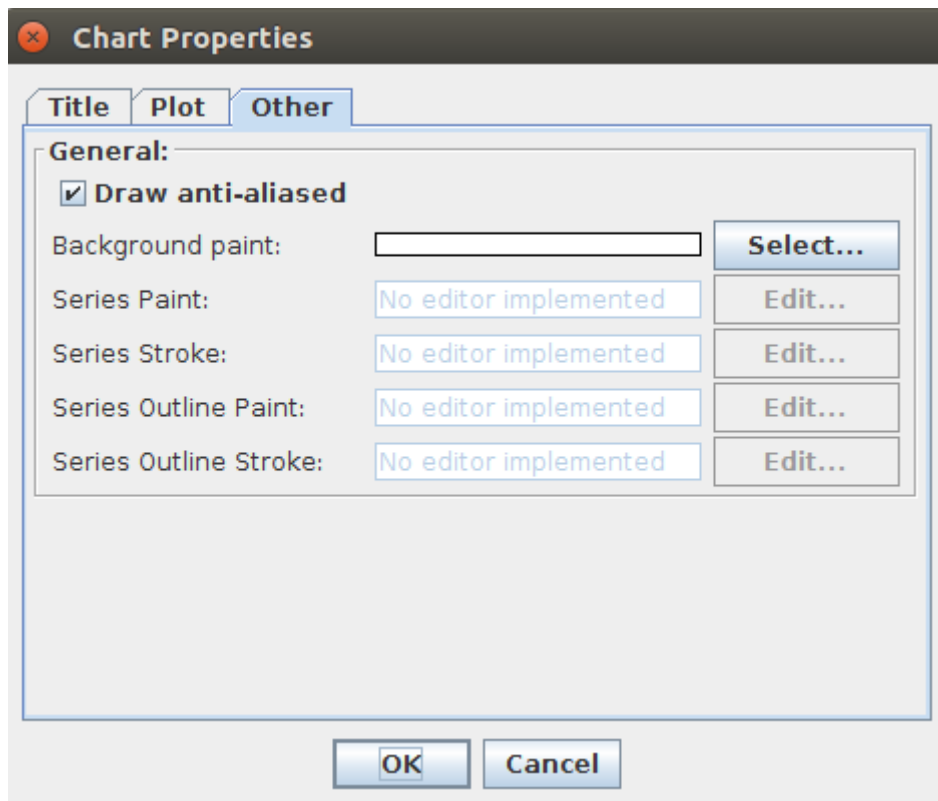 Chart Properties
Title Plot Other
General:
Draw anti-aliased
Background paint: Select...
Series Paint: No editor implemented Edit...
Series Stroke: No editor implemented Edit...
Series Outline Paint: No editor implemented Edit...
Series Outline Stroke: No editor implemented Edit...
OK Cancel